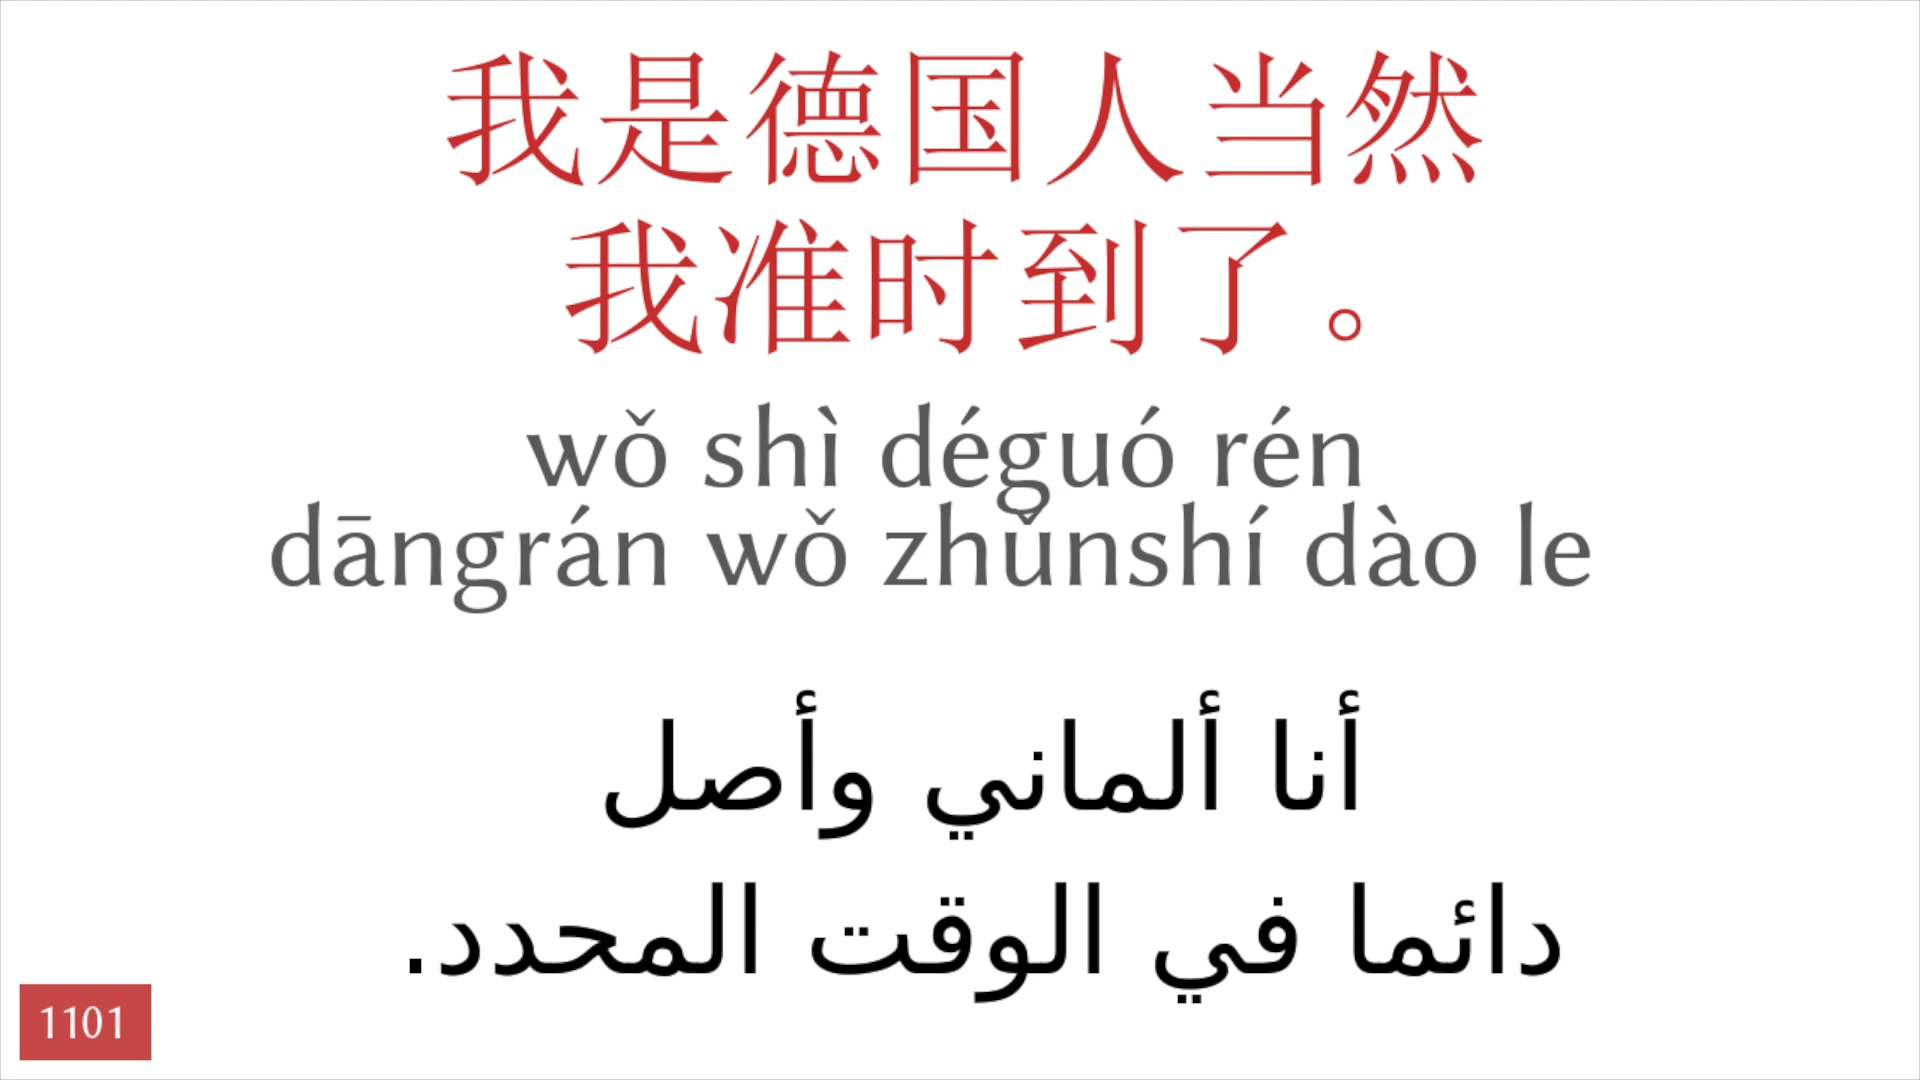 我是德国人当然
我准时到了。
wǒ shì déguó rén
dāngrán wǒ zhǔnshí dào le
أنا ألماني وأصل
دائما في الوقت المحدد.
1101